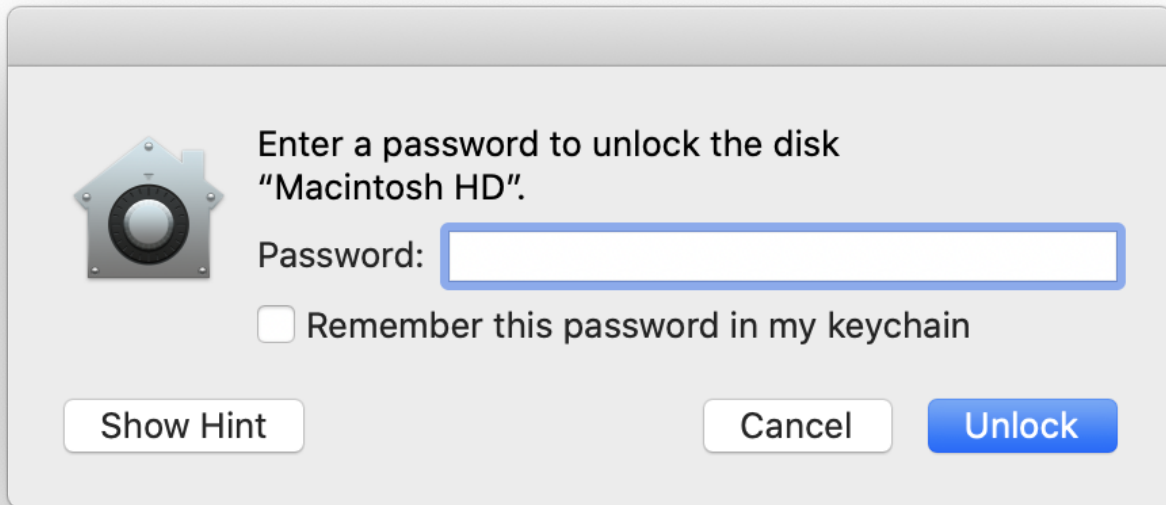 Enter a password to unlock the disk
“Macintosh HD”.
Password:
Remember this password in my keychain
Show Hint
Cancel
Unlock